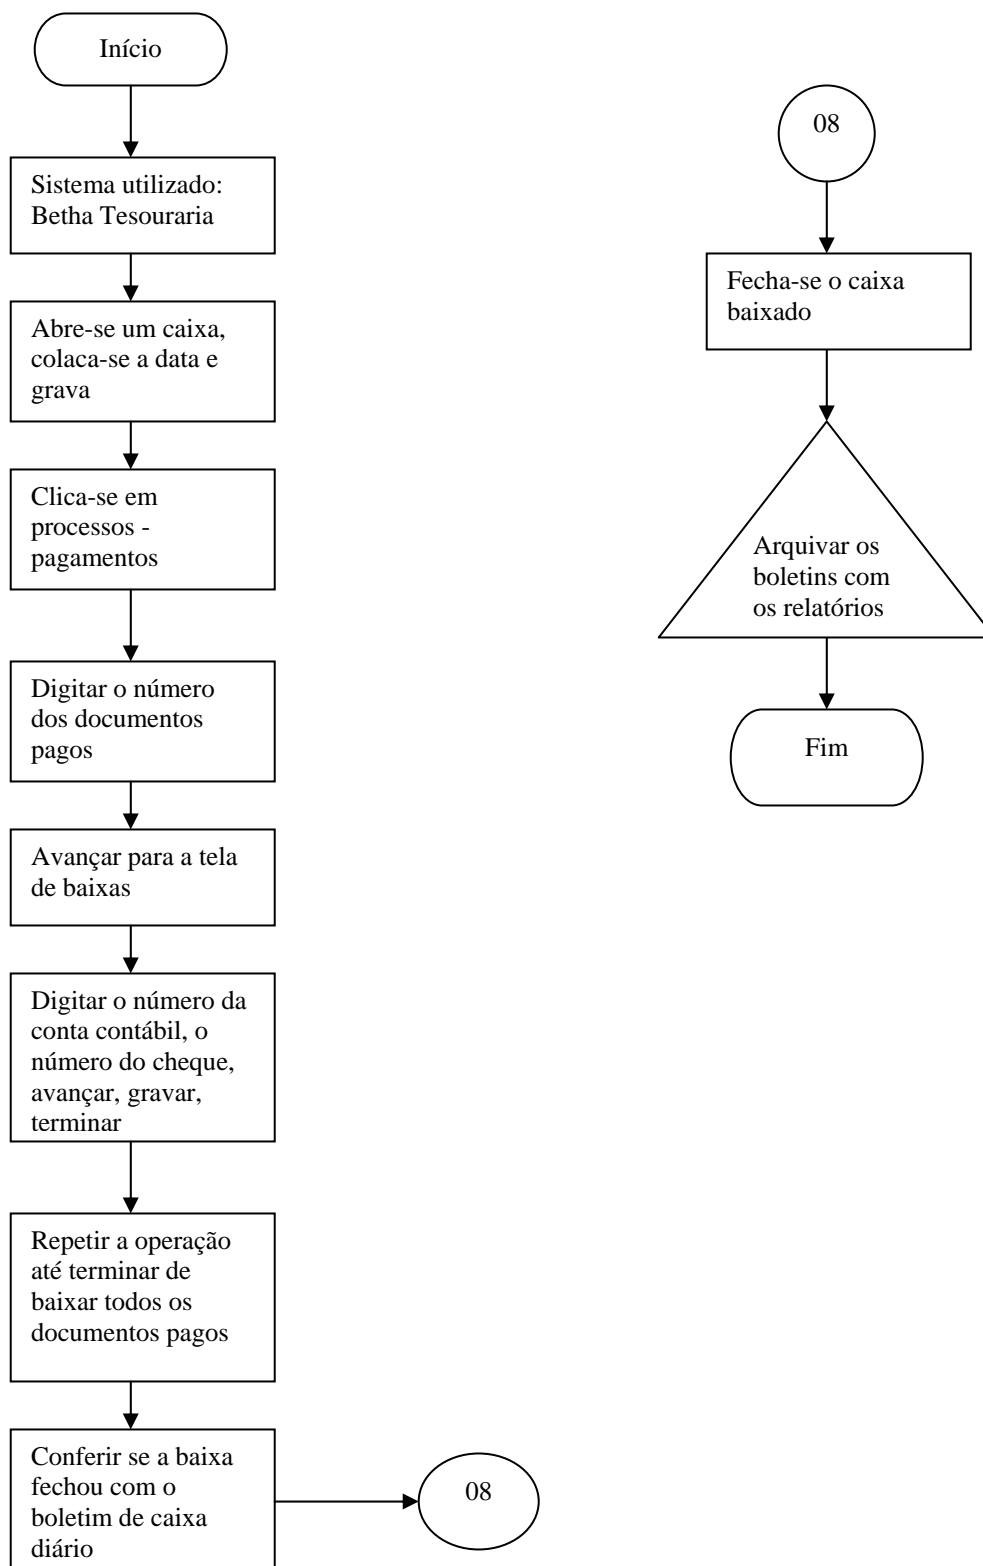 Início
Sistema utilizado:
Betha Tesouraria
Abre-se um caixa,
colaca-se a data e
grava
Clica-se em
processos -
pagamentos
Digitar o número
dos documentos
pagos
Avançar para a tela
de baixas
Digitar o número da
conta contábil, o
número do cheque,
avançar, gravar,
terminar
Repetir a operação
até terminar de
baixar todos os
documentos pagos
Conferir se a baixa
fechou com o
boletim de caixa
diário
08
08
Fecha-se o caixa
baixado
Arquivar os
boletins com
os relatórios
Fim